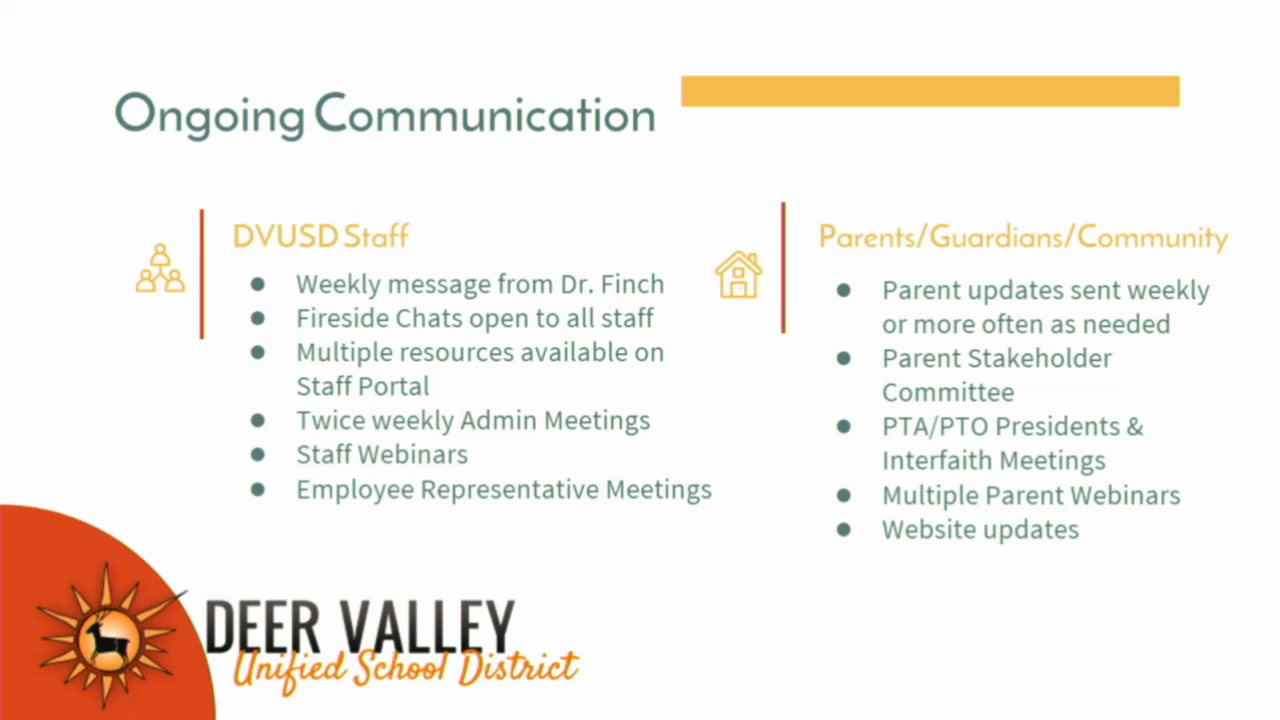 Ongoing Communication
DVUSD Staff
● Weekly message from Dr. Finch
● Fireside Chats open to all staff
● Multiple resources available on
Staff Portal
● Twice weekly Admin Meetings
● Staff Webinars
● Employee Representative Meetings
Parents/Guardians/Community
● Parent updates sent weekly
or more often as needed
● Parent Stakeholder
Committee
● PTA/PTO Presidents &
Interfaith Meetings
● Multiple Parent Webinars
● Website updates
DEER VALLEY
Unified School District